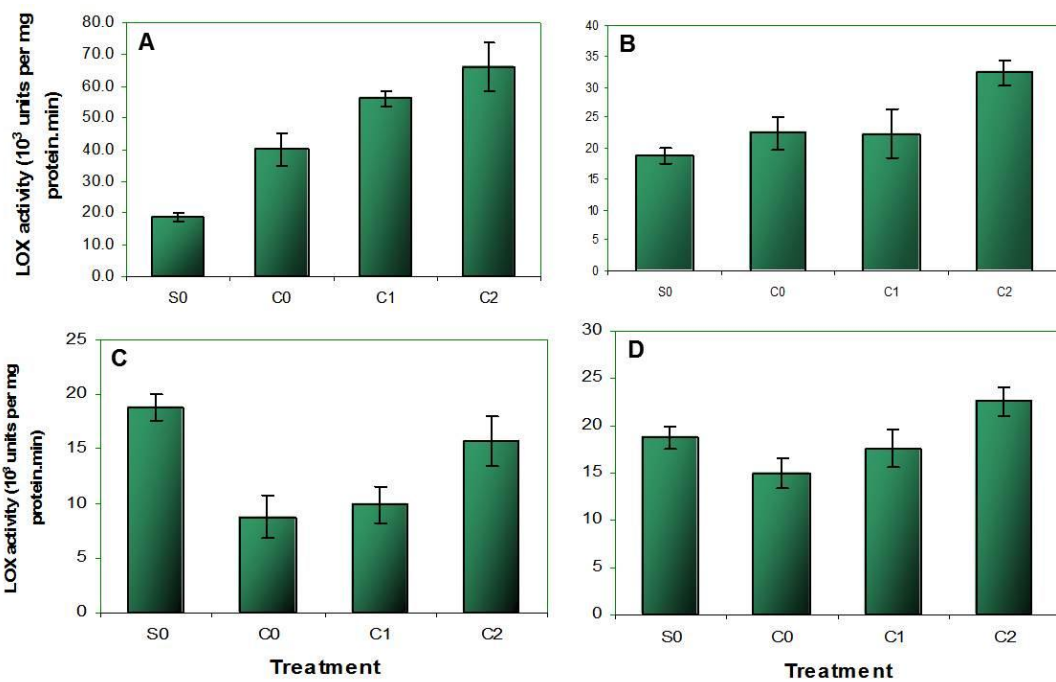 A
LOX activity (10³ units per mg
protein.min)
80.0
70.0
60.0
50.0
40.0
30.0
20.0
10.0
0.0
S0 C0 C1 C2
B
40
35
30
25
20
15
10
5
0
S0 C0 C1 C2
C
LOX activity (10³ units per mg
protein.min)
25
20
15
10
5
0
S0 C0 C1 C2
Treatment
D
30
25
20
15
10
5
0
S0 C0 C1 C2
Treatment